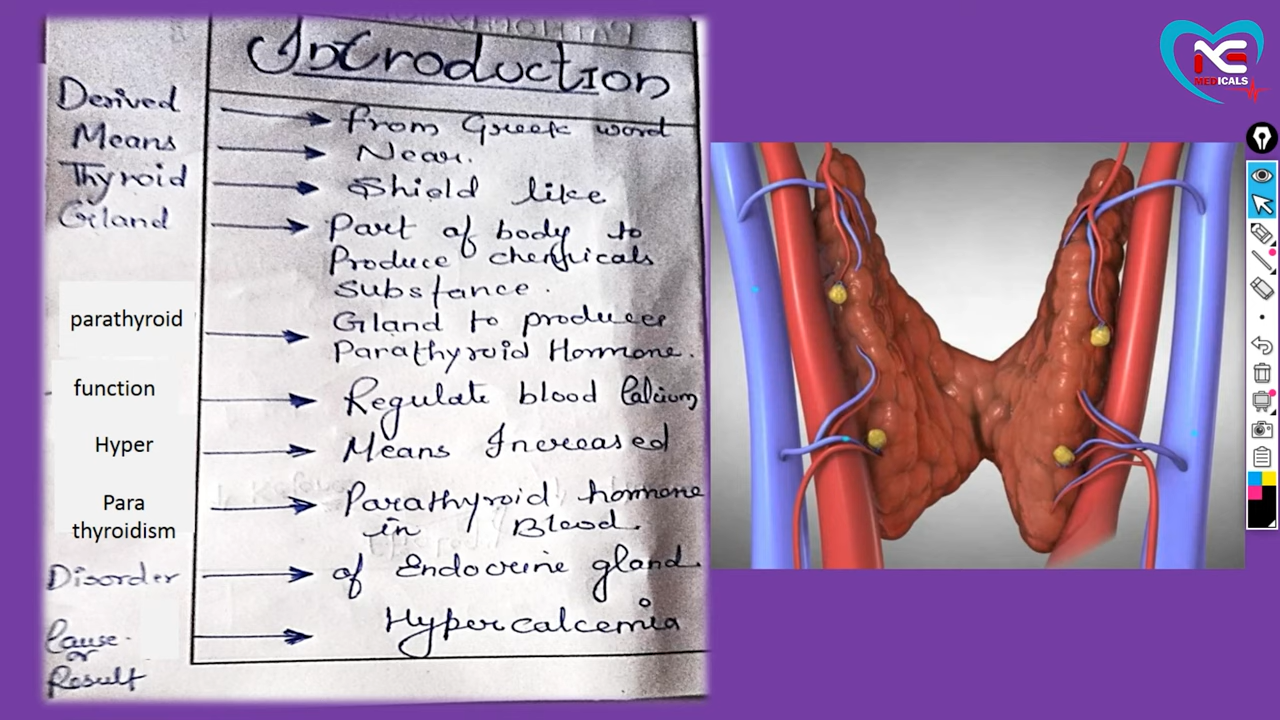 Introduction
Derived → from Greek word
Means → Near.
Thyroid → Shield like
Gland → Part of body to
Produce chemicals
substance.
parathyroid → Gland to produces
Parathyroid Hormone.
function → Regulate blood Calcium
Hyper → Means Increased
Para
thyroidism → Parathyroid hormone
in Blood.
Disorder → of Endocrine gland.
Cause.
or → Hypercalcemia
Result
NE
MEDICALS